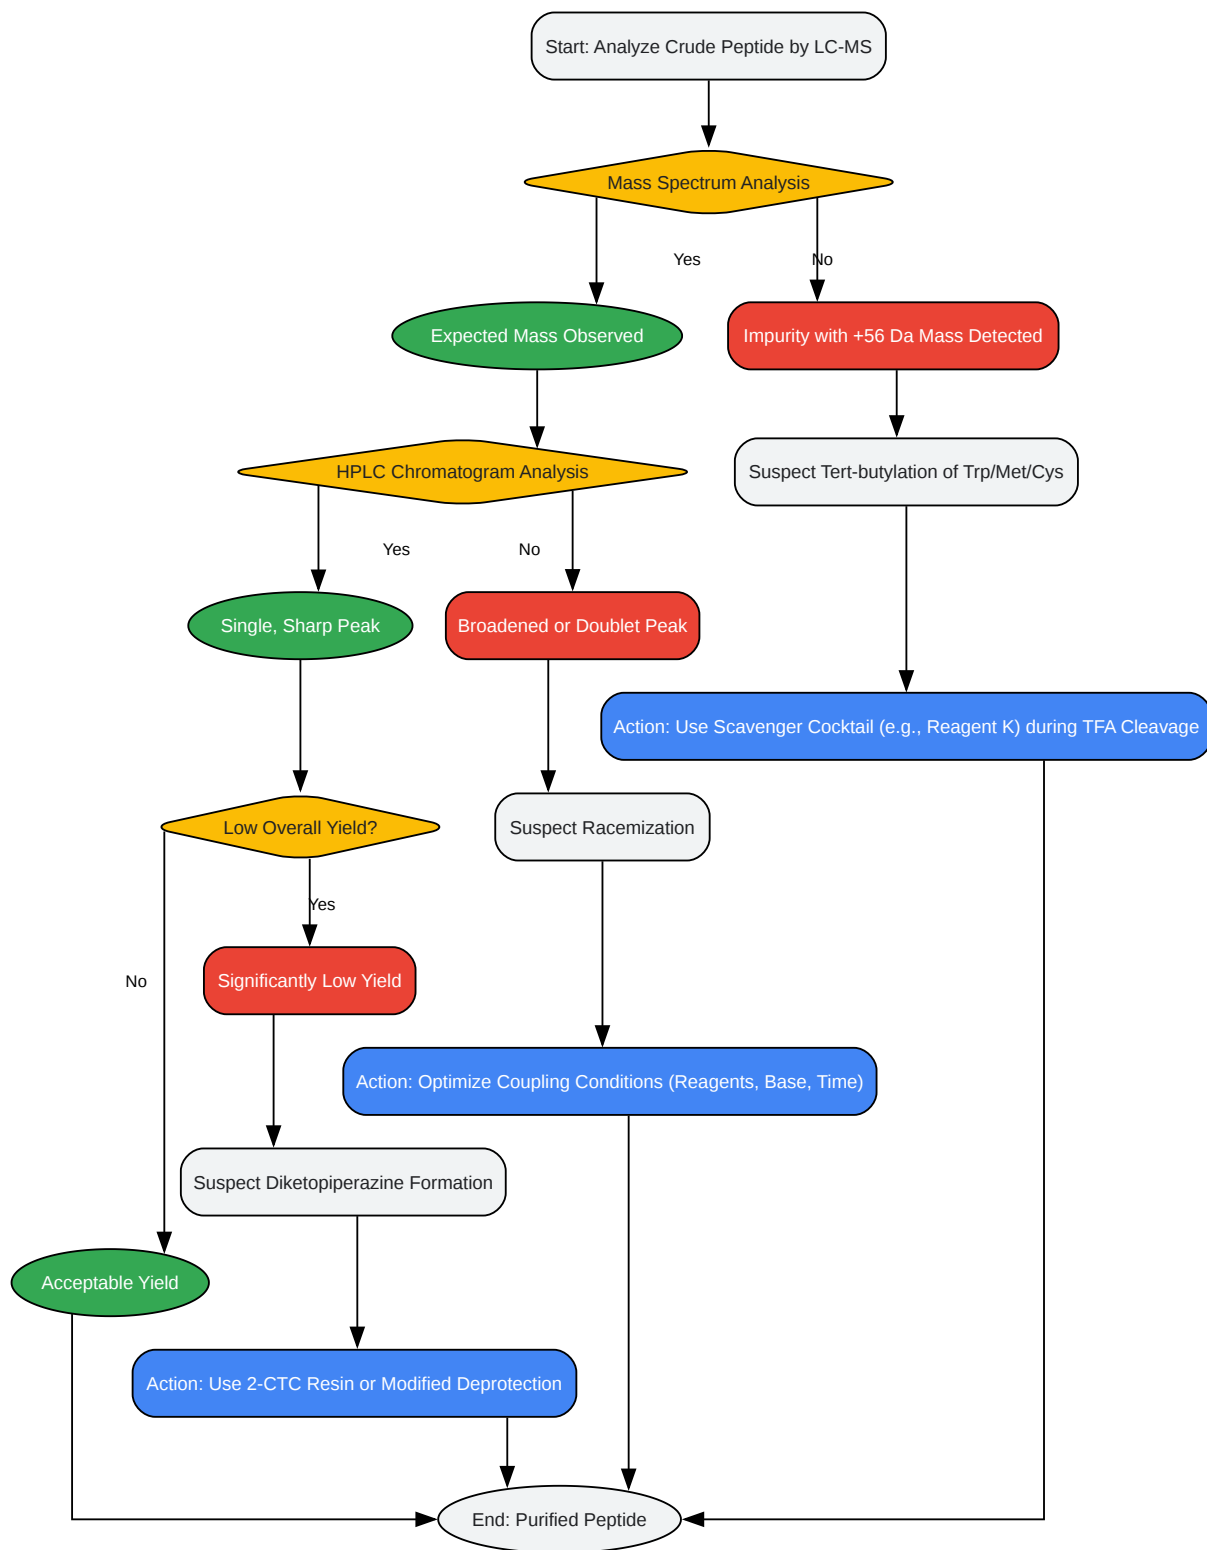 Start: Analyze Crude Peptide by LC-MS
Mass Spectrum Analysis
Yes
No
Expected Mass Observed
Impurity with +56 Da Mass Detected
HPLC Chromatogram Analysis
Suspect Tert-butylation of Trp/Met/Cys
Yes
No
Single, Sharp Peak
Broadened or Doublet Peak
Action: Use Scavenger Cocktail (e.g., Reagent K) during TFA Cleavage
Low Overall Yield?
Suspect Racemization
Yes
No
Significantly Low Yield
Action: Optimize Coupling Conditions (Reagents, Base, Time)
Suspect Diketopiperazine Formation
Acceptable Yield
Action: Use 2-CTC Resin or Modified Deprotection
End: Purified Peptide